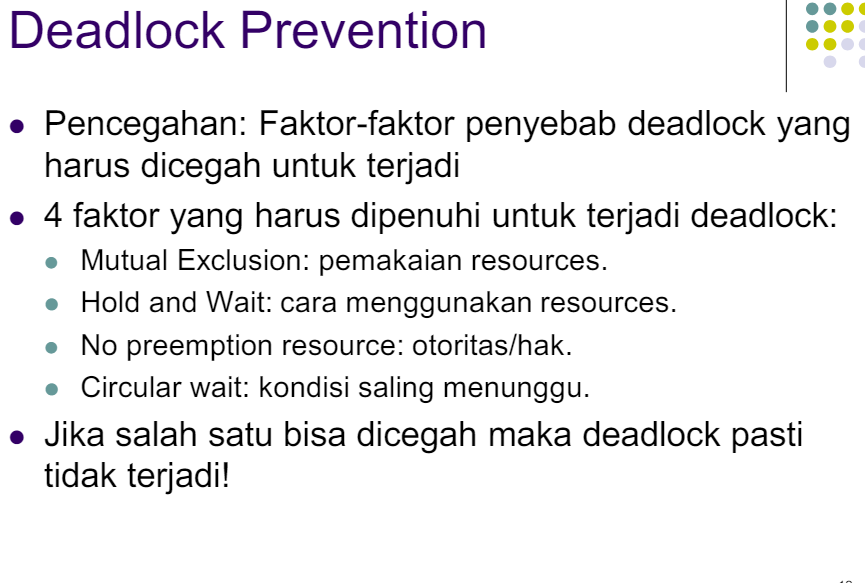 Deadlock Prevention
Pencegahan: Faktor-faktor penyebab deadlock yang
harus dicegah untuk terjadi
4 faktor yang harus dipenuhi untuk terjadi deadlock:
Mutual Exclusion: pemakaian resources.
Hold and Wait: cara menggunakan resources.
No preemption resource: otoritas/hak.
Circular wait: kondisi saling menunggu.
Jika salah satu bisa dicegah maka deadlock pasti
tidak terjadi!